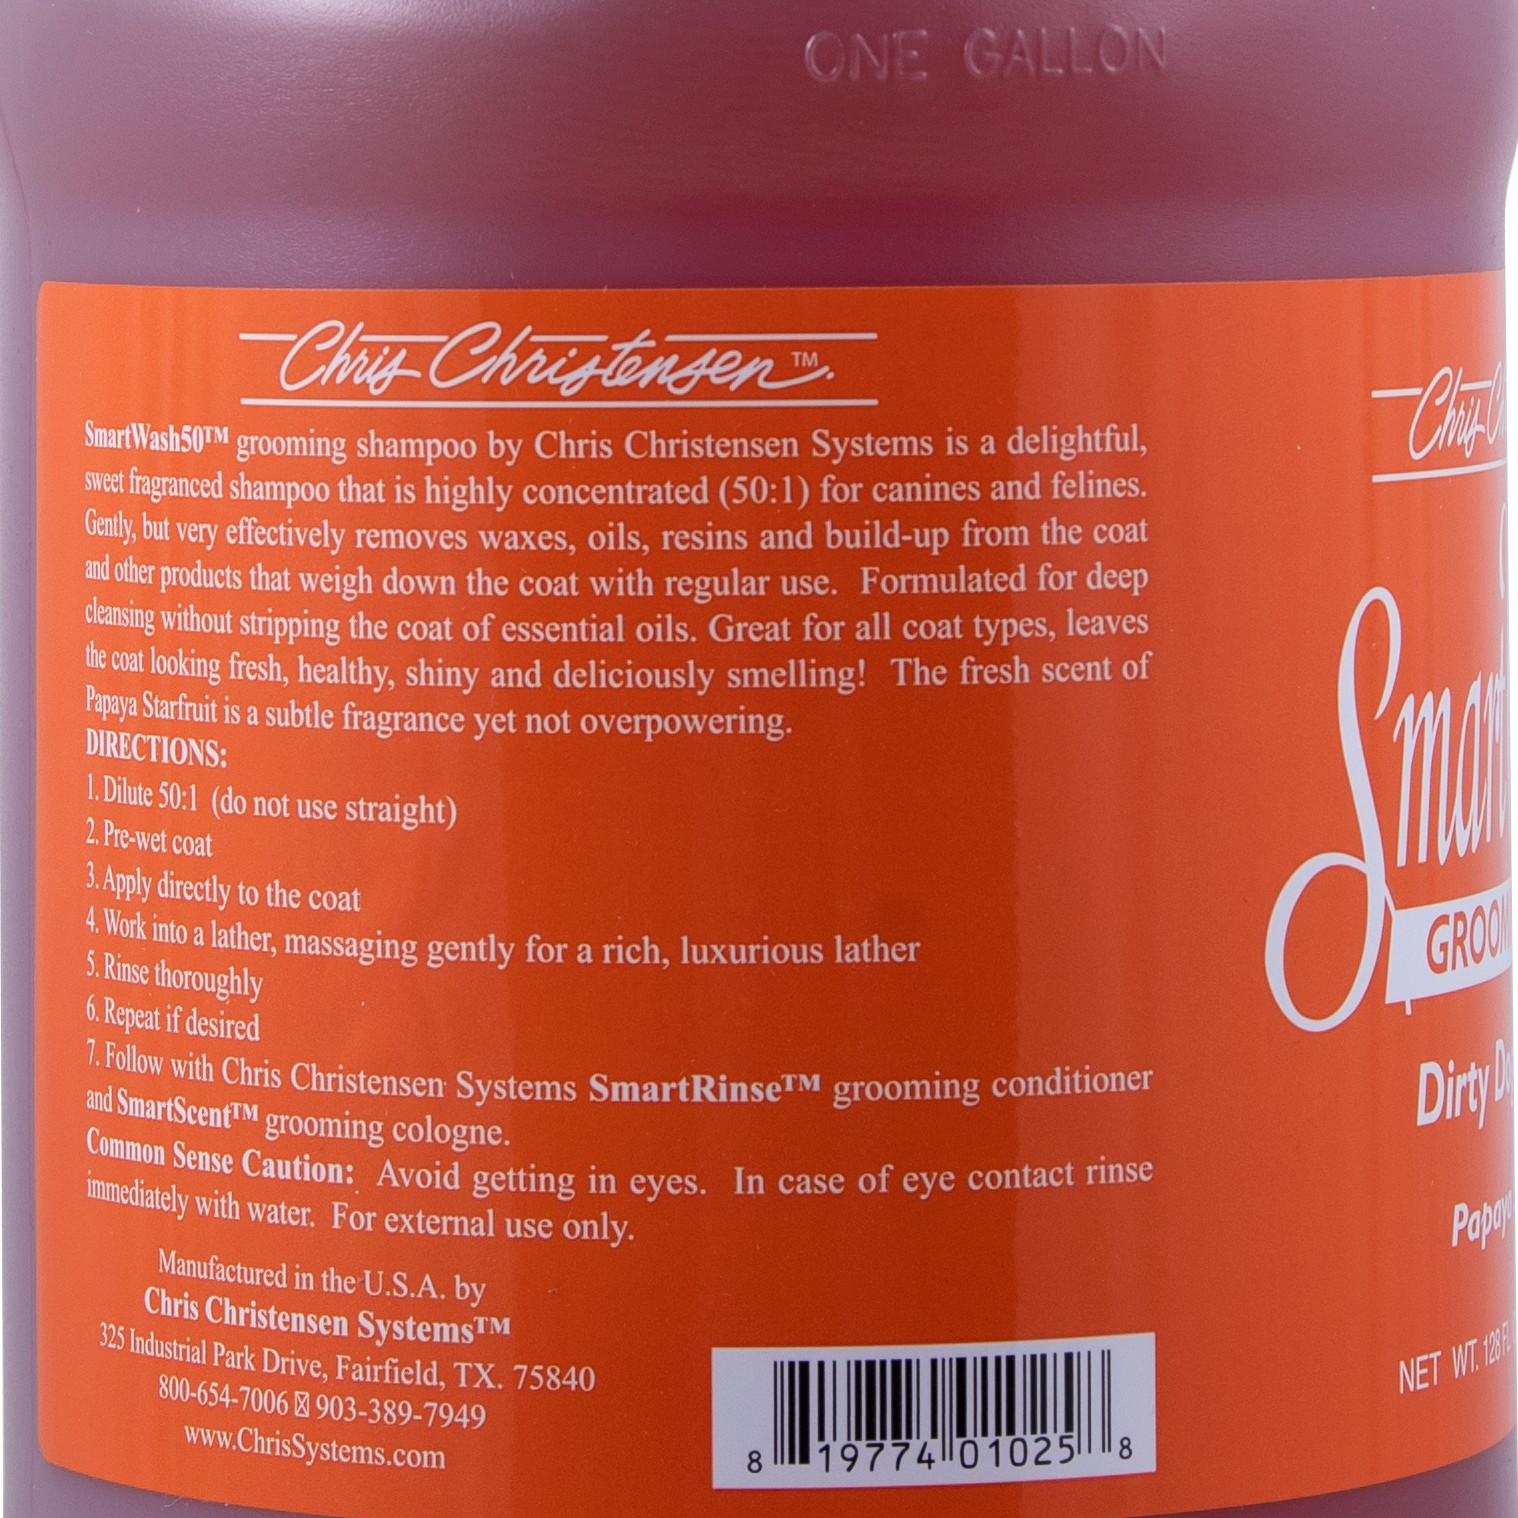 ONE GALLON
Chris Christensen™.
SmartWash50™ grooming shampoo by Chris Christensen Systems is a delightful,
sweet fragranced shampoo that is highly concentrated (50:1) for canines and felines.
Gently, but very effectively removes waxes, oils, resins and build-up from the coat
and other products that weigh down the coat with regular use. Formulated for deep
cleansing without stripping the coat of essential oils. Great for all coat types, leaves
the coat looking fresh, healthy, shiny and deliciously smelling! The fresh scent of
Papaya Starfruit is a subtle fragrance yet not overpowering.
DIRECTIONS:
1. Dilute 50:1 (do not use straight)
2. Pre-wet coat
3. Apply directly to the coat
4. Work into a lather, massaging gently for a rich, luxurious lather
5. Rinse thoroughly
6. Repeat if desired
7. Follow with Chris Christensen Systems SmartRinse™ grooming conditioner
and SmartScent™ grooming cologne.
Common Sense Caution: Avoid getting in eyes. In case of eye contact rinse
immediately with water. For external use only.
Manufactured in the U.S.A. by
Chris Christensen Systems™
325 Industrial Park Drive, Fairfield, TX. 75840
800-654-7006 903-389-7949
www.ChrisSystems.com
8 19774 01025 8
Chris
Smart
GROOM
Dirty Do
Papaya
NET WT. 128 FL